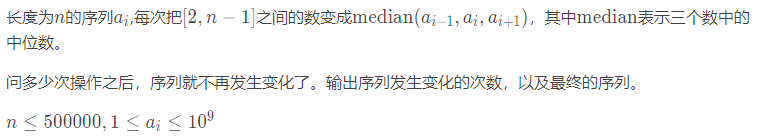 长度为n的序列a_i,每次把[2, n − 1]之间的数变成median(a_{i−1}, a_i, a_{i+1})，其中median表示三个数中的
中位数。
问多少次操作之后，序列就不再发生变化了。输出序列发生变化的次数，以及最终的序列。
n ≤ 500000, 1 ≤ a_i ≤ 10^9